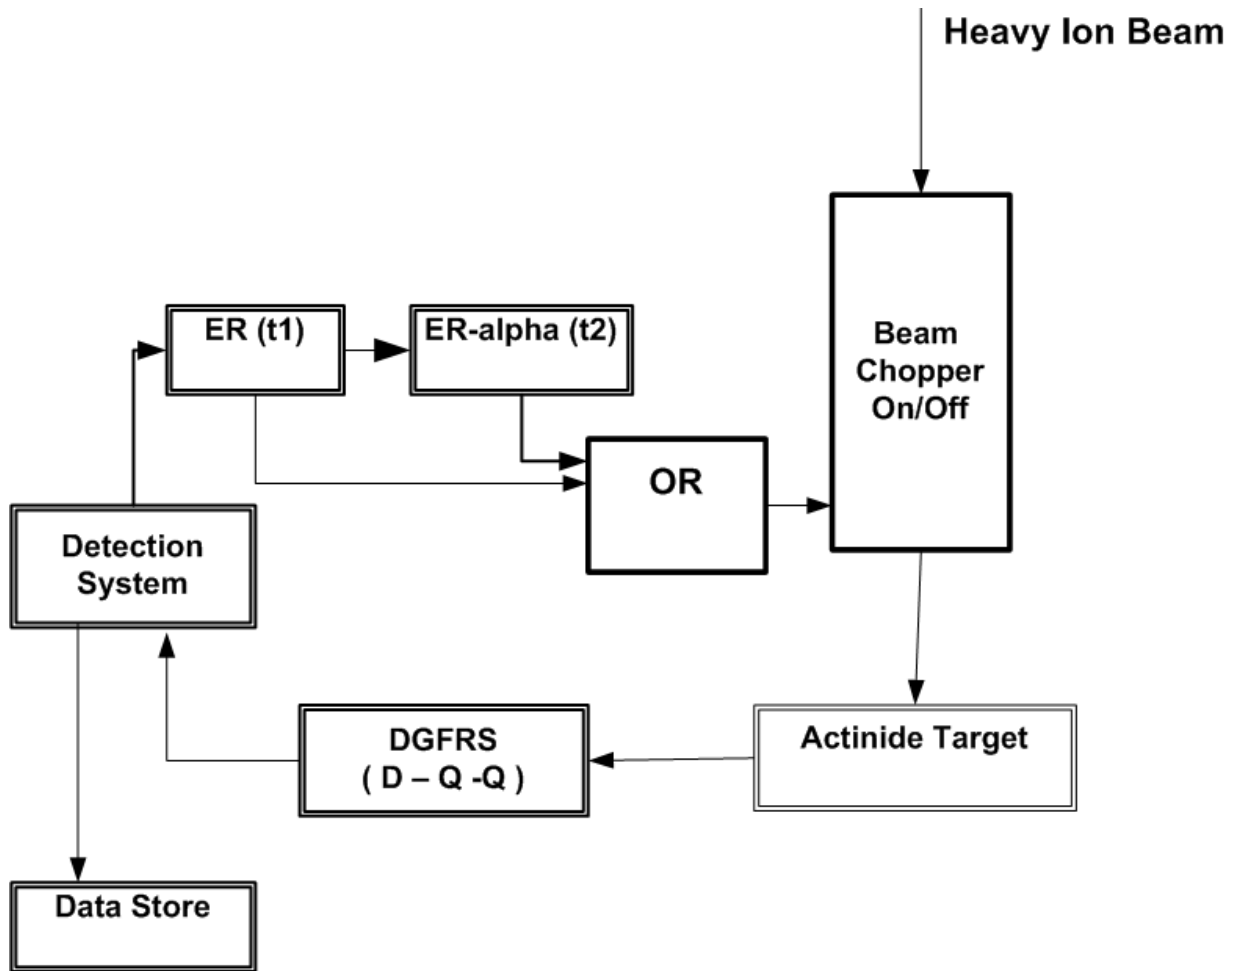 Heavy Ion Beam
ER (t1)
ER-alpha (t2)
Beam
Chopper
On/Off
OR
Detection
System
DGFRS
( D – Q -Q )
Actinide Target
Data Store